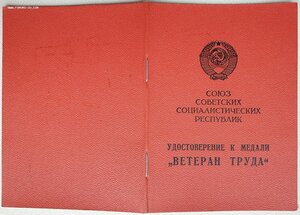 СОЮЗ
СОВЕТСКИХ
СОЦИАЛИСТИЧЕСКИХ
РЕСПУБЛИК
УДОСТОВЕРЕНИЕ К МЕДАЛИ
„ВЕТЕРАН ТРУДА“